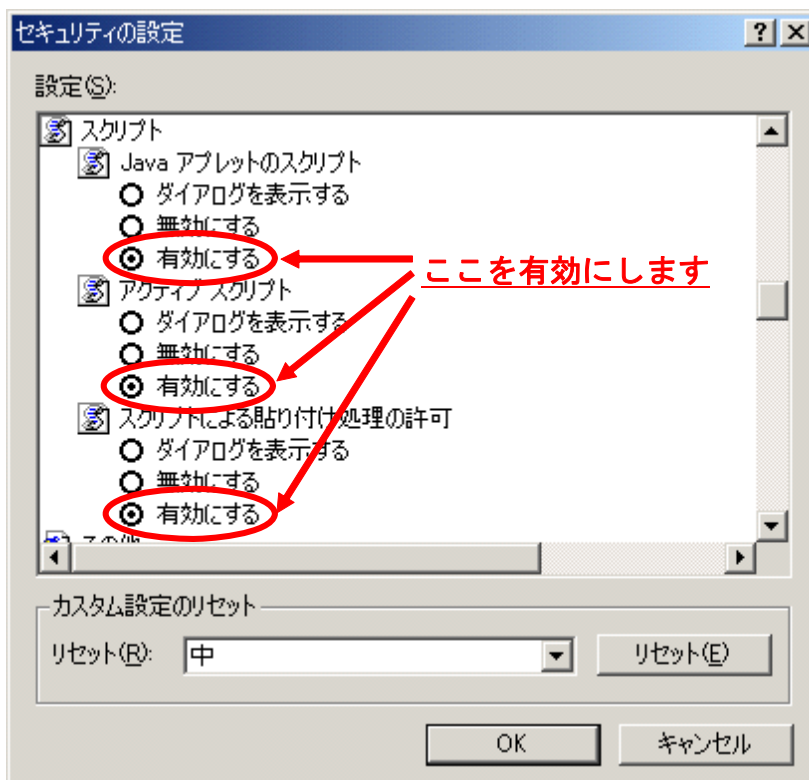 セキュリティの設定
設定(S):
スクリプト
Java アプレットのスクリプト
ダイアログを表示する
無効にする
有効にする
ここを有効にします
アクティブ スクリプト
ダイアログを表示する
無効にする
有効にする
スクリプトによる貼り付け処理の許可
ダイアログを表示する
無効にする
有効にする
その他
カスタム設定のリセット
リセット(R): 中 リセット(E)
OK キャンセル